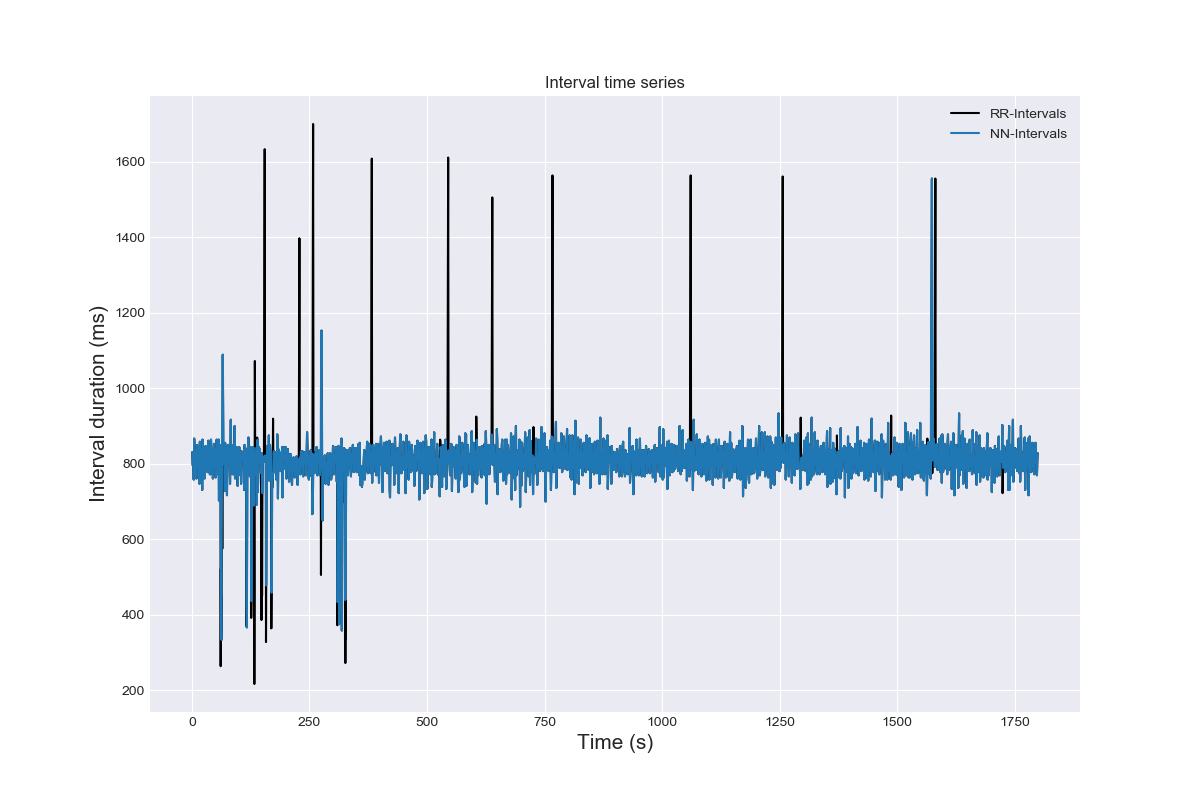 Interval time series
RR-Intervals
NN-Intervals
1600
1400
1200
1000
800
600
400
200
Interval duration (ms)
0 250 500 750 1000 1250 1500 1750
Time (s)